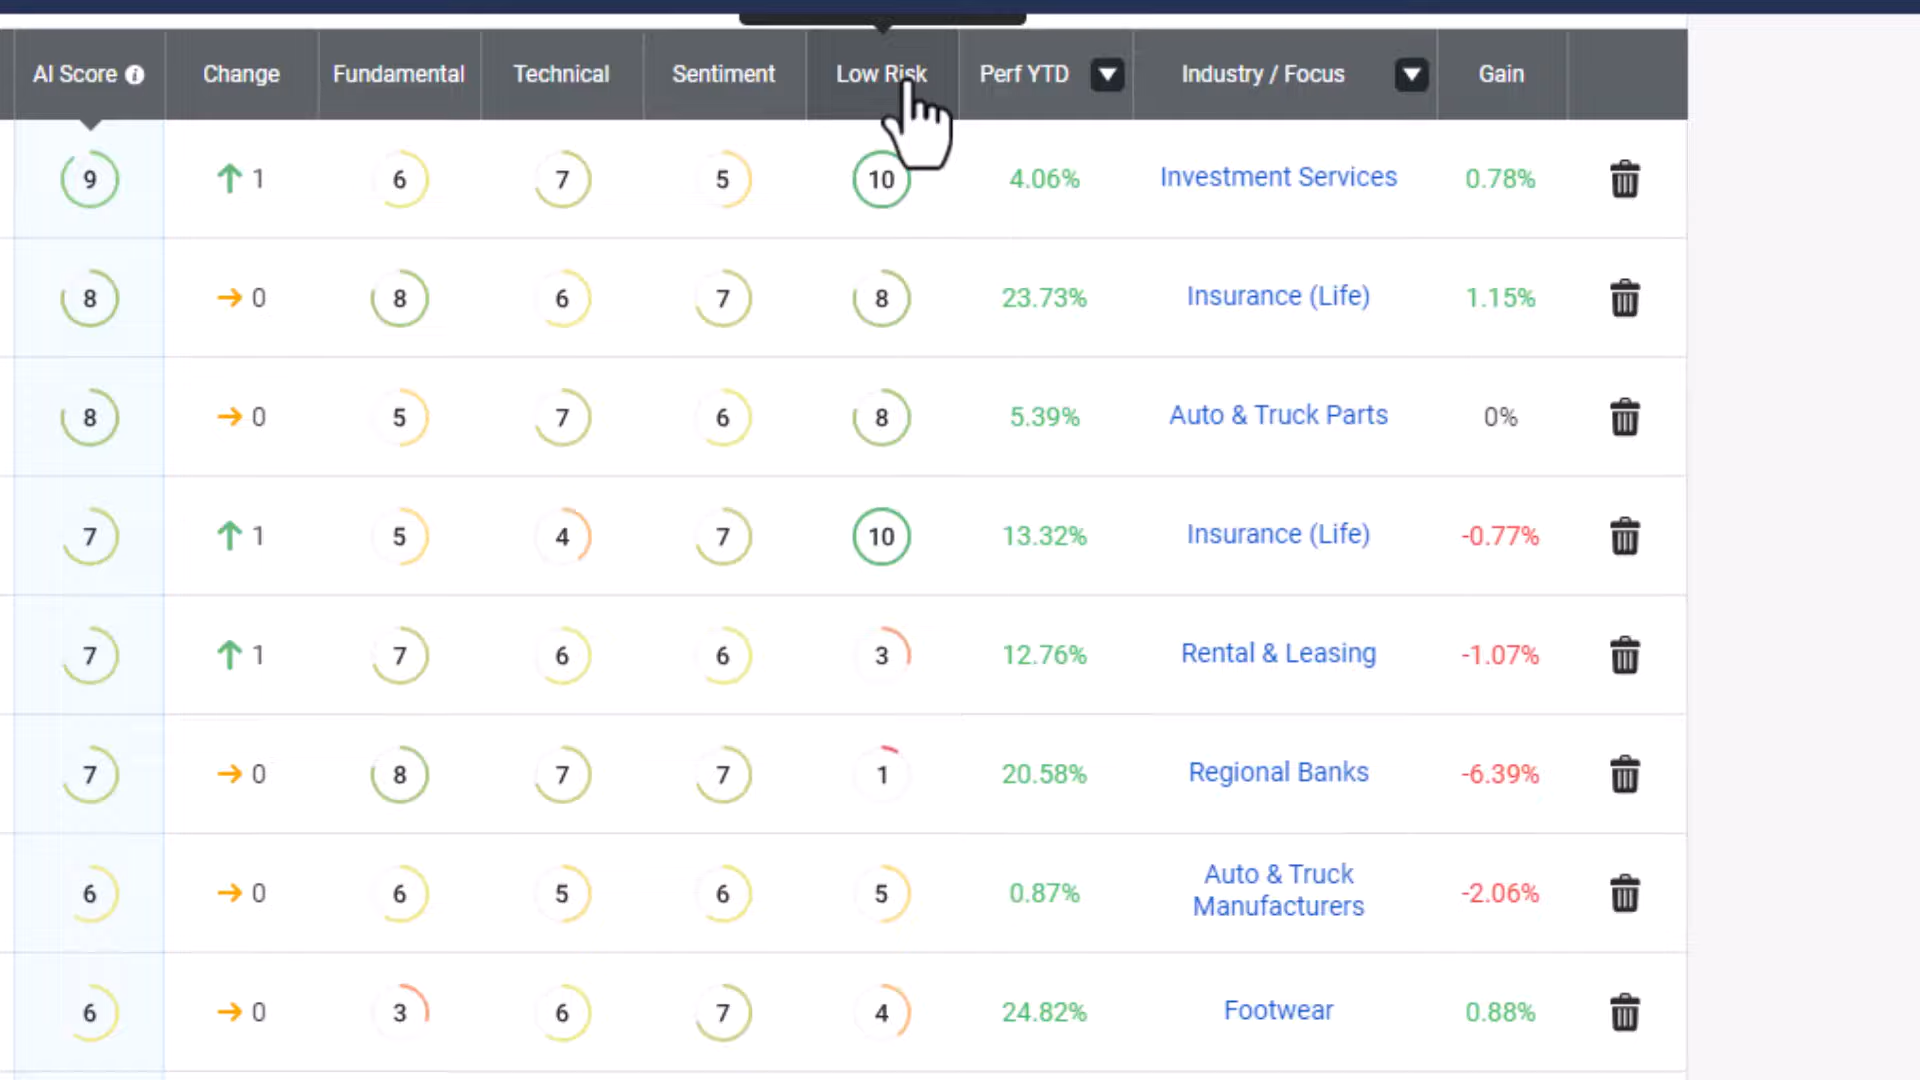 AI Score Change Fundamental Technical Sentiment Low Risk Perf YTD Industry / Focus Gain
9 1 6 7 5 10 4.06% Investment Services 0.78%
8 0 8 6 7 8 23.73% Insurance (Life) 1.15%
8 0 5 7 6 8 5.39% Auto & Truck Parts 0%
7 1 5 4 7 10 13.32% Insurance (Life) -0.77%
7 1 7 6 6 3 12.76% Rental & Leasing -1.07%
7 0 8 7 7 1 20.58% Regional Banks -6.39%
6 0 6 5 6 5 0.87% Auto & Truck
Manufacturers -2.06%
6 0 3 6 7 4 24.82% Footwear 0.88%